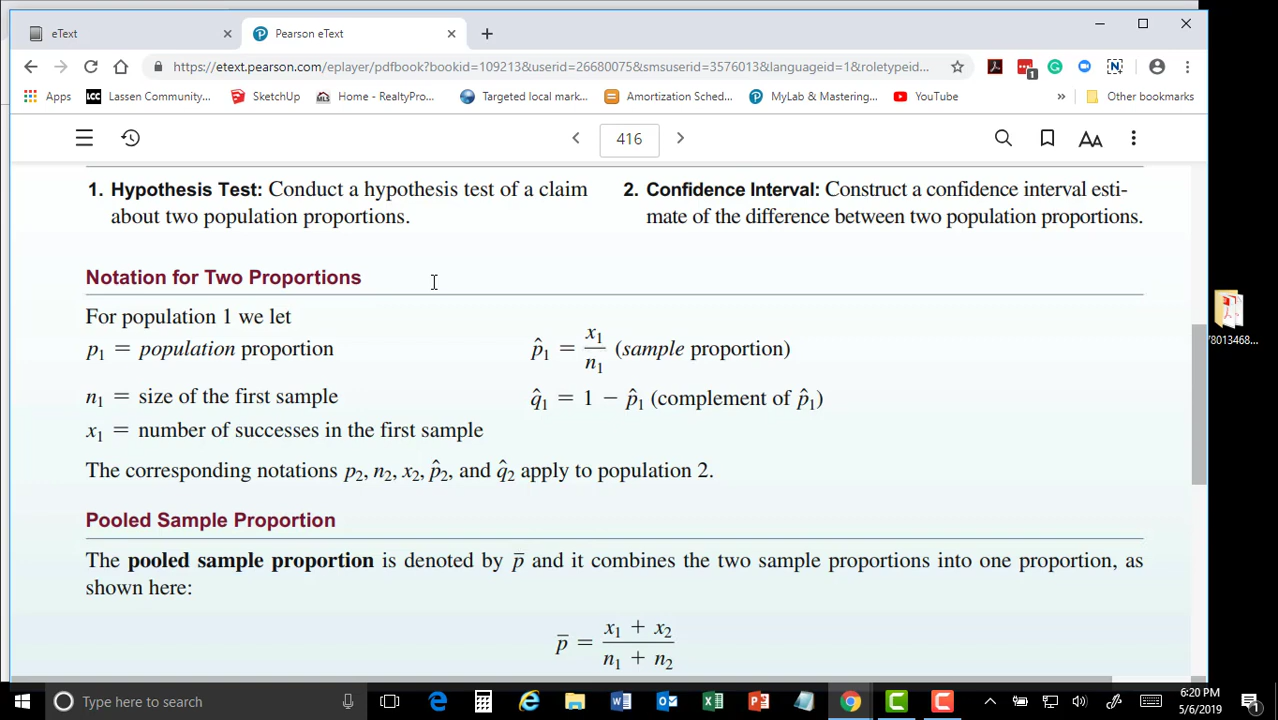 eText
Pearson eText
https://etext.pearson.com/eplayer/pdfbook?bookid=109213&userid=26680075&smsuserid=3576013&languageid=1&roletypeid...
1
Apps
LCC Lassen Community...
SketchUp
Home - RealtyPro...
Targeted local mark...
Amortization Sched...
MyLab & Mastering...
YouTube
»
Other bookmarks
416
AA
1. Hypothesis Test: Conduct a hypothesis test of a claim
about two population proportions.
2. Confidence Interval: Construct a confidence interval esti-
mate of the difference between two population proportions.
Notation for Two Proportions
For population 1 we let
p₁ = population proportion
p̂₁ = x₁/n₁ (sample proportion)
n₁ = size of the first sample
q̂₁ = 1 − p̂₁ (complement of p̂₁)
x₁ = number of successes in the first sample
The corresponding notations p₂, n₂, x₂, p̂₂, and q̂₂ apply to population 2.
Pooled Sample Proportion
The pooled sample proportion is denoted by p̄ and it combines the two sample proportions into one proportion, as
shown here:
p̄ = (x₁ + x₂)/(n₁ + n₂)
78013468...
Type here to search
6:20 PM
5/6/2019
1